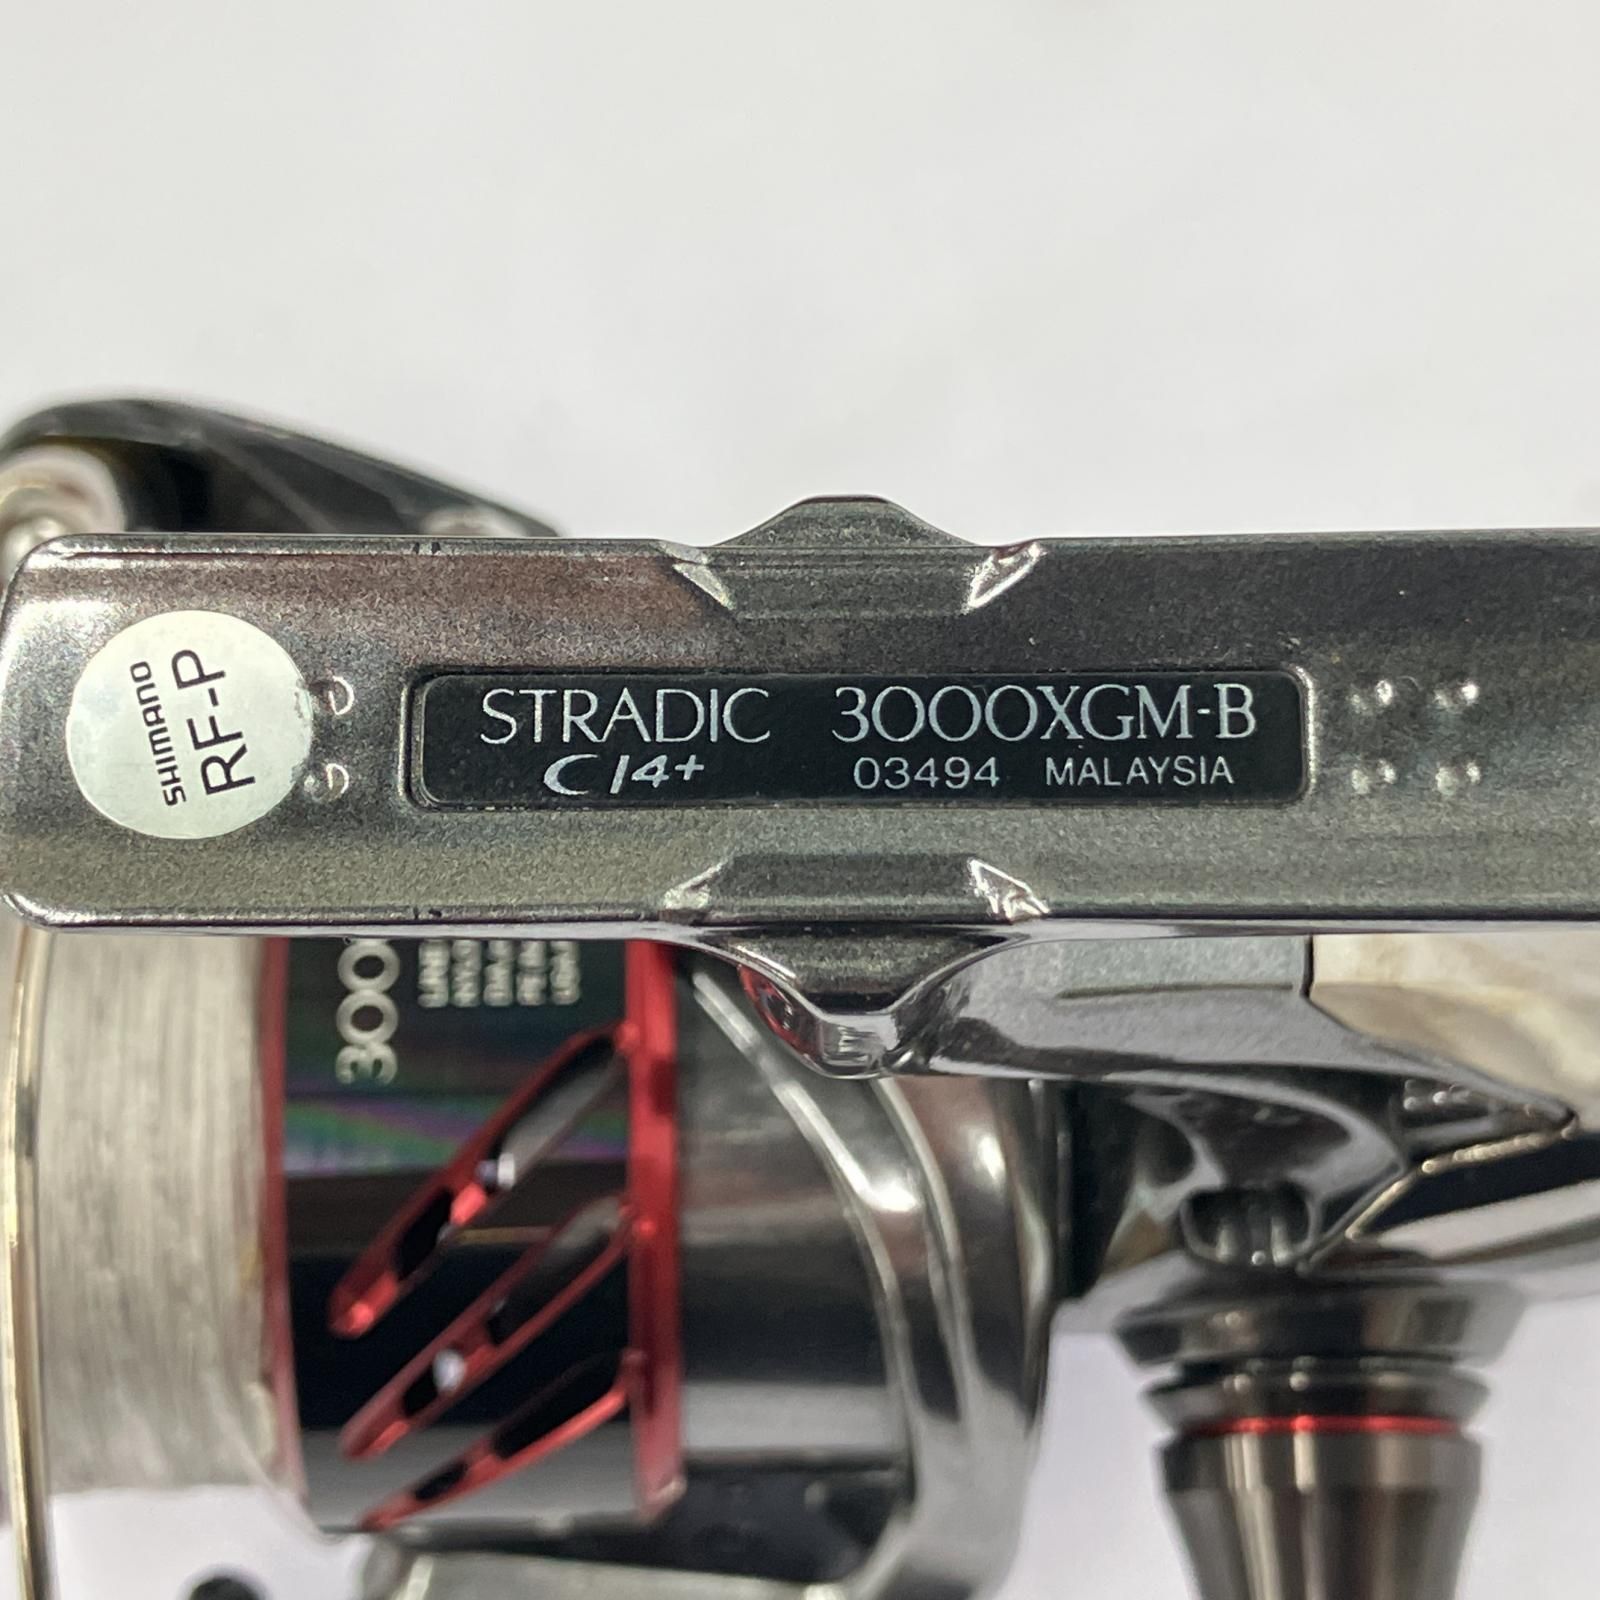 SHIMANO
RF-P
STRADIC 3000XGM-B
CI4+ 03494 MALAYSIA